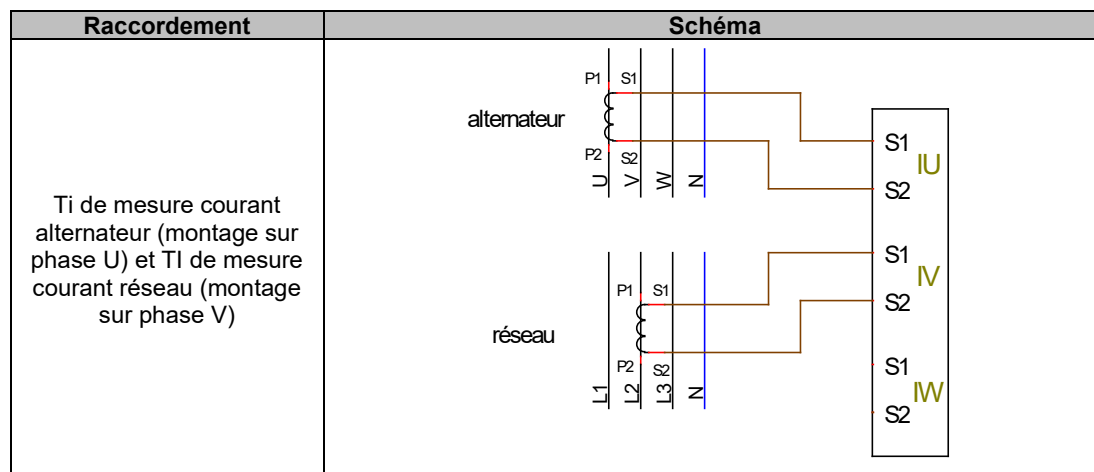 Raccordement
Schéma
Ti de mesure courant
alternateur (montage sur
phase U) et TI de mesure
courant réseau (montage
sur phase V)
P1 S1
alternateur
P2 S2
U V W N
S1
IU
S2
P1 S1
réseau
P2 S2
L1 L2 L3 N
S1
IV
S2
S1
IW
S2